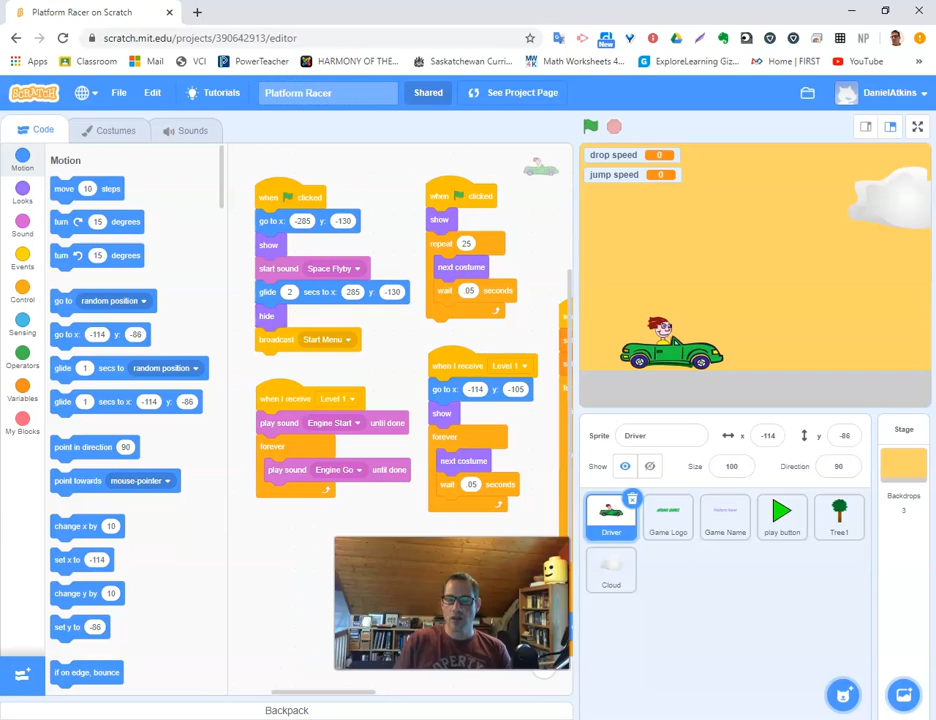 Platform Racer on Scratch
scratch.mit.edu/projects/390642913/editor
New
NP
Apps
Classroom
Mail
VCI
PowerTeacher
HARMONY OF THE...
Saskatchewan Curri...
Math Worksheets 4...
ExploreLearning Giz...
Home | FIRST
YouTube
»
SCRATCH
File
Edit
Tutorials
Platform Racer
Shared
See Project Page
DanielAtkins
Code
Costumes
Sounds
Motion
Looks
Sound
Events
Control
Sensing
Operators
Variables
My Blocks
Motion
move 10 steps
turn 15 degrees
turn 15 degrees
go to random position
go to x: -114 y: -86
glide 1 secs to random position
glide 1 secs to x: -114 y: -86
point in direction 90
point towards mouse-pointer
change x by 10
set x to -114
change y by 10
set y to -86
if on edge, bounce
when clicked
go to x: -285 y: -130
show
start sound Space Flyby
glide 2 secs to x: 285 y: -130
hide
broadcast Start Menu
when I receive Level 1
play sound Engine Start until done
forever
play sound Engine Go until done
when clicked
show
repeat 25
next costume
wait .05 seconds
when I receive Level 1
go to x: -114 y: -105
show
forever
next costume
wait .05 seconds
PROPERTY
Backpack
drop speed 0
jump speed 0
Sprite Driver x -114 y -86
Show Size 100 Direction 90
Driver
Game Logo
Game Name
play button
Tree1
Cloud
Stage
Backdrops
3